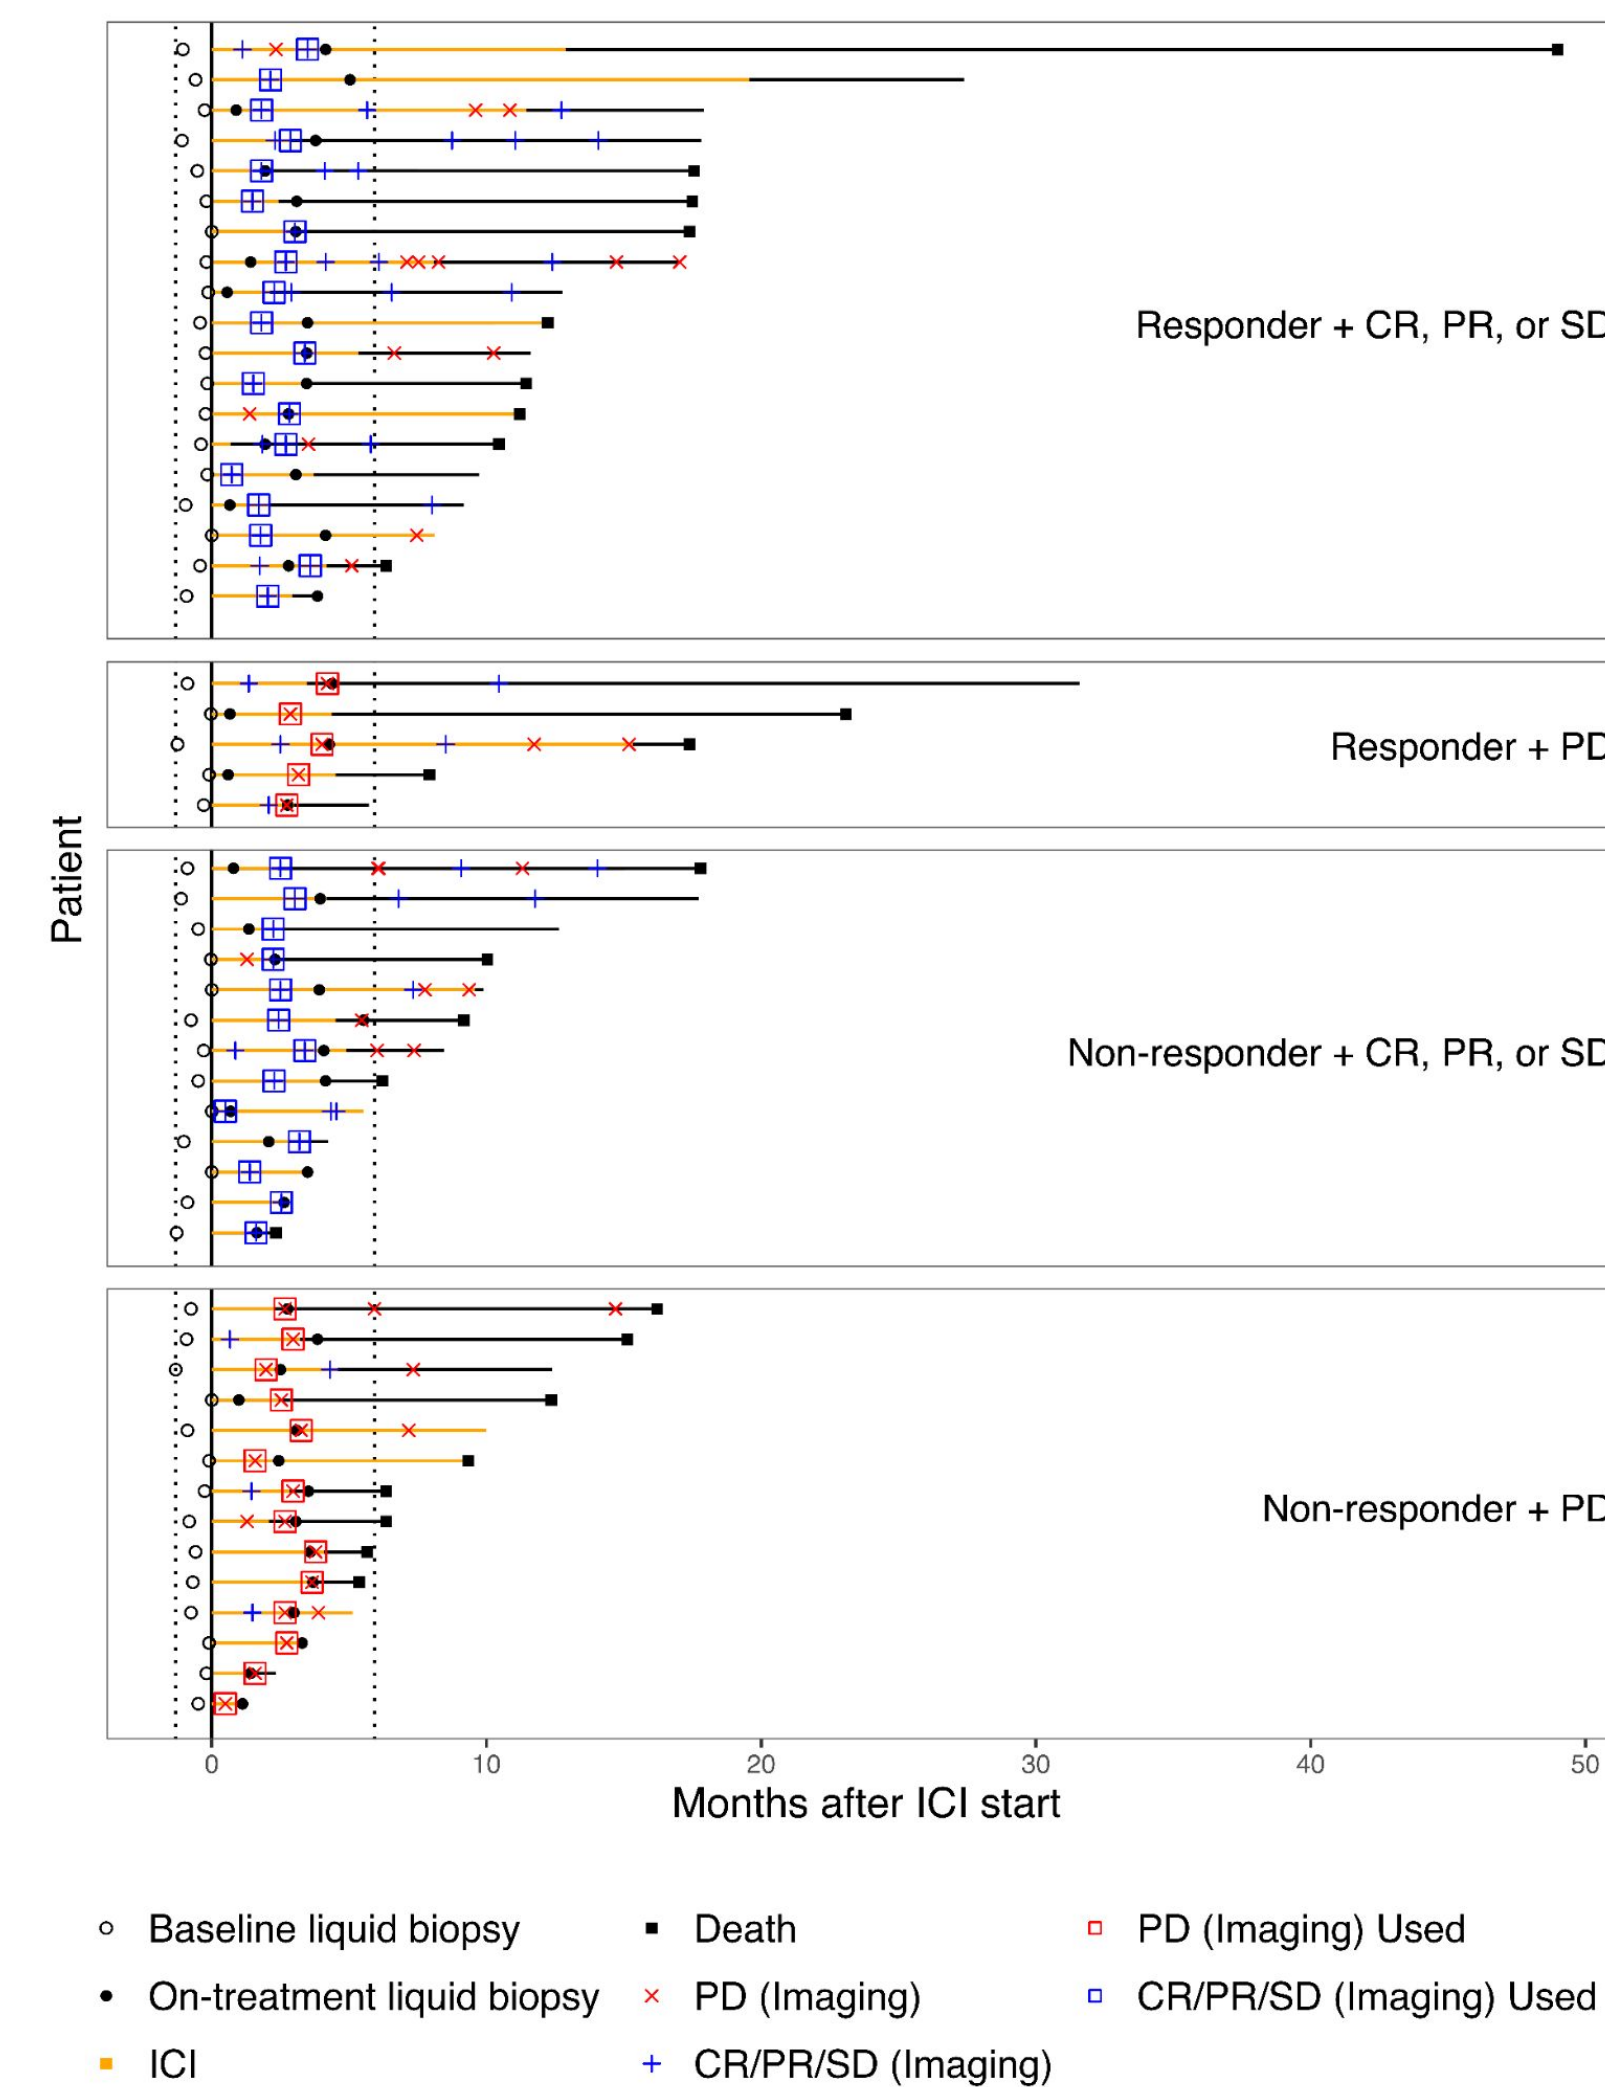 Responder + CR, PR, or SD
Responder + PD
Patient
Non-responder + CR, PR, or SD
Non-responder + PD
0 10 20 30 40 50
Months after ICI start
Baseline liquid biopsy Death PD (Imaging) Used
On-treatment liquid biopsy PD (Imaging) CR/PR/SD (Imaging) Used
ICI CR/PR/SD (Imaging)